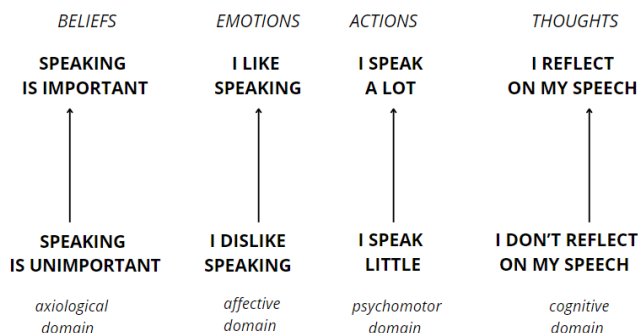 BELIEFS
EMOTIONS
ACTIONS
THOUGHTS
SPEAKING
IS IMPORTANT
I LIKE
SPEAKING
I SPEAK
A LOT
I REFLECT
ON MY SPEECH
SPEAKING
IS UNIMPORTANT
I DISLIKE
SPEAKING
I SPEAK
LITTLE
I DON’T REFLECT
ON MY SPEECH
axiological
domain
affective
domain
psychomotor
domain
cognitive
domain